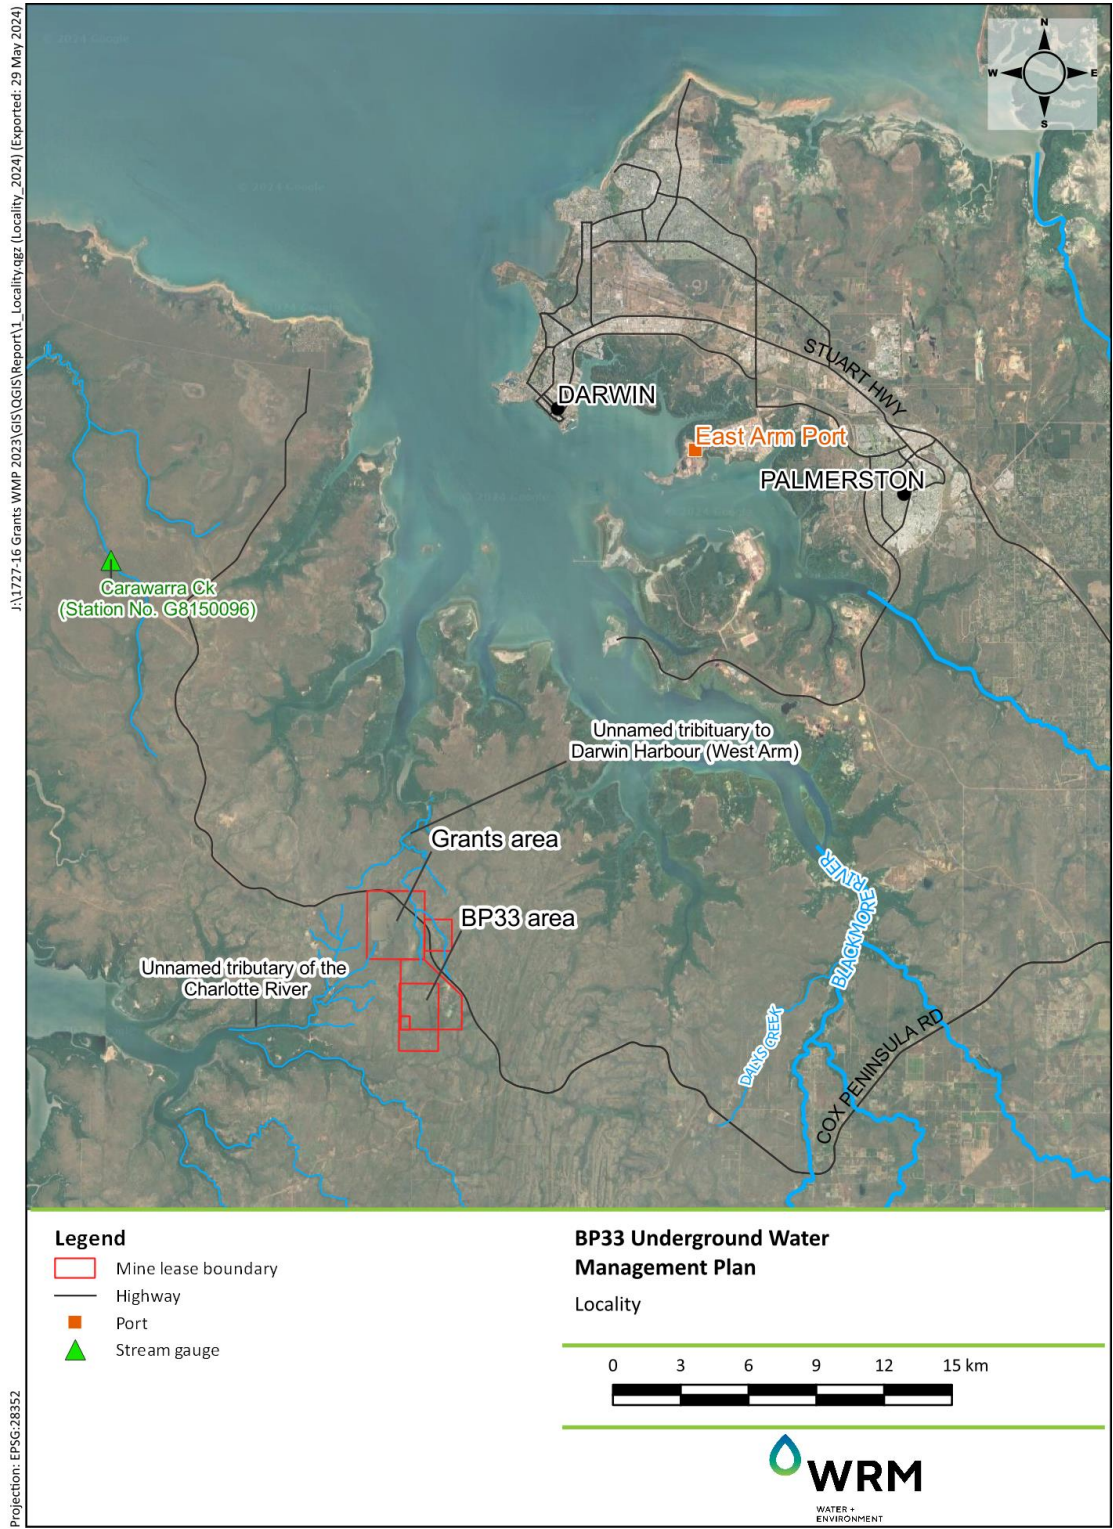 J:\1727-16 Grants WMP 2023\GIS\QGIS\Report\1_Locality.qgz (Locality_2024) (Exported: 29 May 2024)
N
W E
S
STUART HWY
DARWIN
East Arm Port
PALMERSTON
Carawarra Ck
(Station No. G8150096)
Unnamed tribituary to
Darwin Harbour (West Arm)
Grants area
BP33 area
BLACKMORE RIVER
Unnamed tributary of the
Charlotte River
DALYS CREEK
COX PENINSULA RD
Projection: EPSG:28352
Legend
Mine lease boundary
Highway
Port
Stream gauge
BP33 Underground Water
Management Plan
Locality
0 3 6 9 12 15 km
WRM
WATER +
ENVIRONMENT